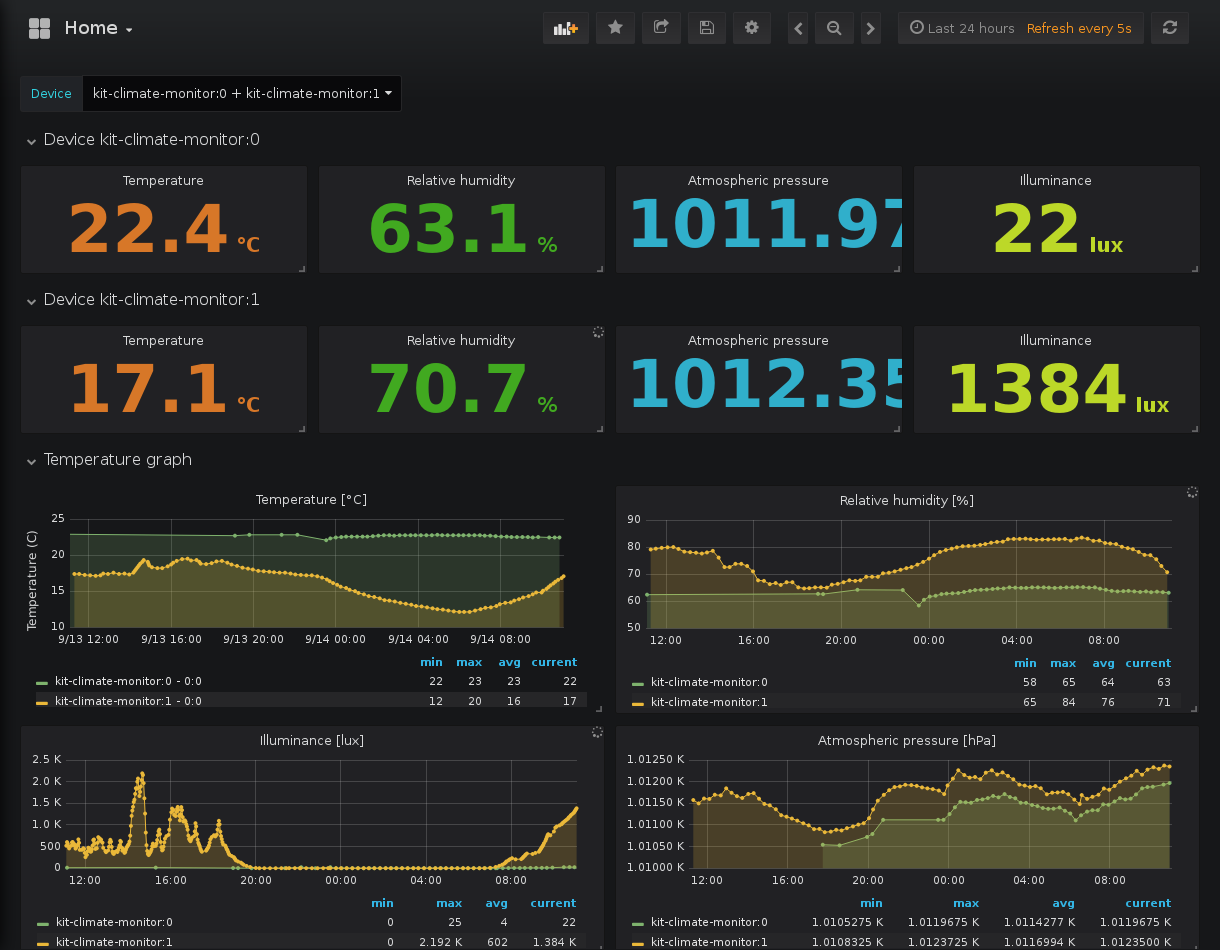 Home
Last 24 hours Refresh every 5s
Device kit-climate-monitor:0 + kit-climate-monitor:1
Device kit-climate-monitor:0
Temperature Relative humidity Atmospheric pressure Illuminance
22.4 °C 63.1 % 1011.97 22 lux
Device kit-climate-monitor:1
Temperature Relative humidity Atmospheric pressure Illuminance
17.1 °C 70.7 % 1012.35 1384 lux
Temperature graph
Temperature [°C]
Temperature (C)
25
20
15
10
9/13 12:00 9/13 16:00 9/13 20:00 9/14 00:00 9/14 04:00 9/14 08:00
min max avg current
kit-climate-monitor:0 - 0:0 22 23 23 22
kit-climate-monitor:1 - 0:0 12 20 16 17
Relative humidity [%]
90
80
70
60
50
12:00 16:00 20:00 00:00 04:00 08:00
min max avg current
kit-climate-monitor:0 58 65 64 63
kit-climate-monitor:1 65 84 76 71
Illuminance [lux]
2.5 K
2.0 K
1.5 K
1.0 K
500
0
12:00 16:00 20:00 00:00 04:00 08:00
min max avg current
kit-climate-monitor:0 0 25 4 22
kit-climate-monitor:1 0 2.192 K 602 1.384 K
Atmospheric pressure [hPa]
1.01250 K
1.01200 K
1.01150 K
1.01100 K
1.01050 K
1.01000 K
12:00 16:00 20:00 00:00 04:00 08:00
min max avg current
kit-climate-monitor:0 1.0105275 K 1.0119675 K 1.0114277 K 1.0119675 K
kit-climate-monitor:1 1.0108325 K 1.0123725 K 1.0116994 K 1.0123500 K